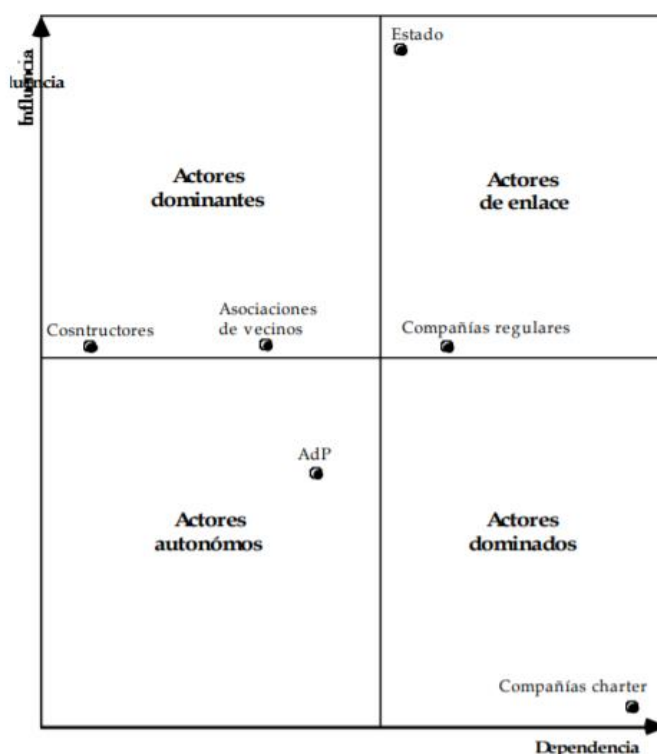 Estado
Influencia
luencia
Actores
dominantes
Actores
de enlace
Cosntructores
Asociaciones
de vecinos
Compañías regulares
AdP
Actores
autonómos
Actores
dominados
Compañías charter
Dependencia